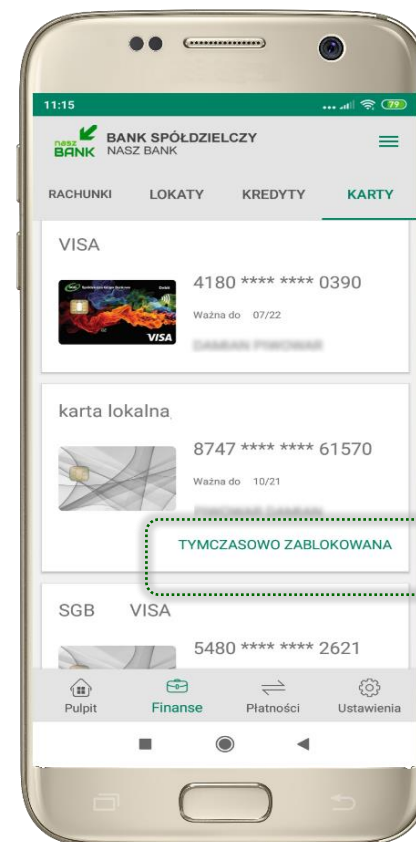 11:15
79
nasz BANK
BANK SPÓŁDZIELCZY
NASZ BANK
RACHUNKI LOKATY KREDYTY KARTY
VISA
4180 **** **** 0390
Ważna do 07/22
VISA
karta lokalna
8747 **** **** 61570
Ważna do 10/21
TYMCZASOWO ZABLOKOWANA
SGB VISA
5480 **** **** 2621
Pulpit Finanse Płatności Ustawienia